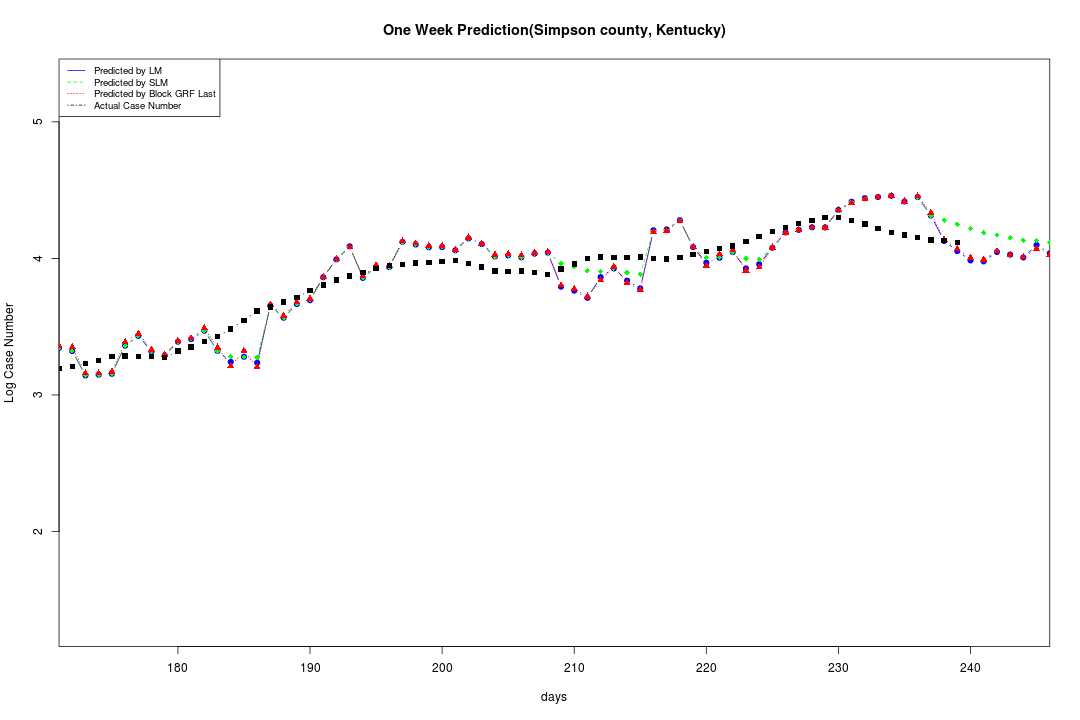 One Week Prediction(Simpson county, Kentucky)
Predicted by LM
Predicted by SLM
Predicted by Block GRF Last
Actual Case Number
5
4
3
2
Log Case Number
180 190 200 210 220 230 240
days